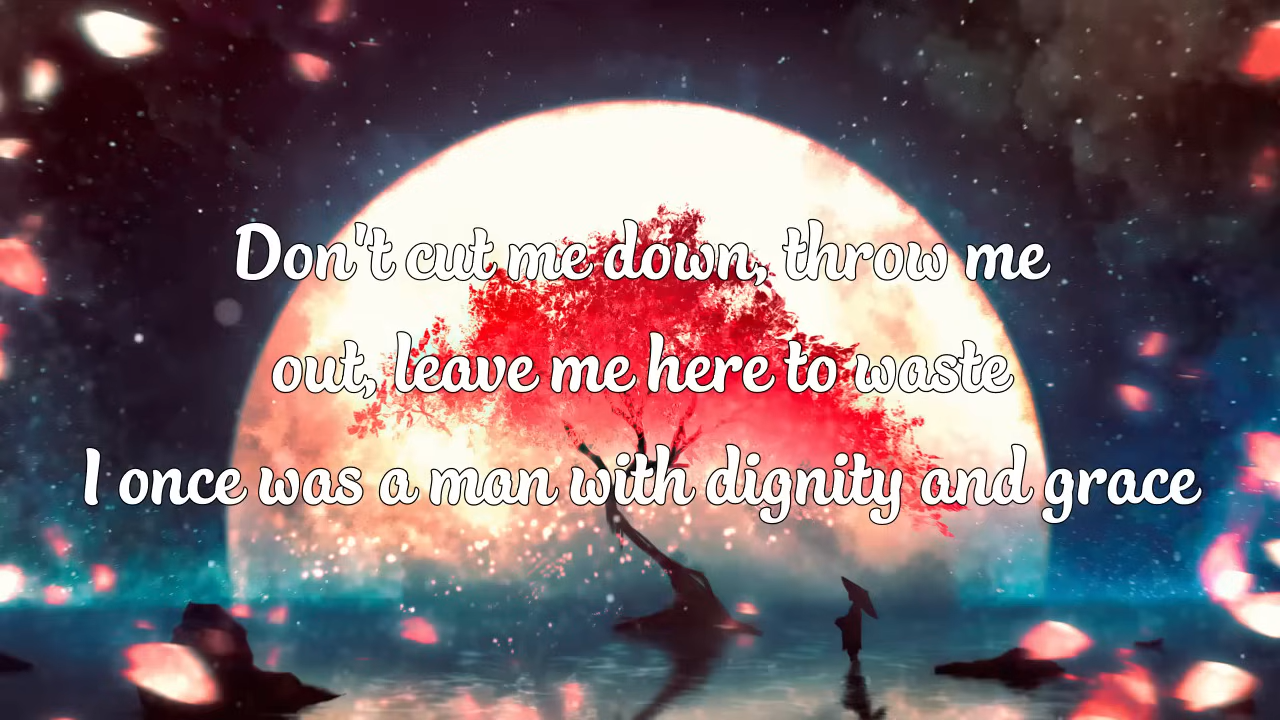 Don't cut me down, throw me
out, leave me here to waste
I once was a man with dignity and grace